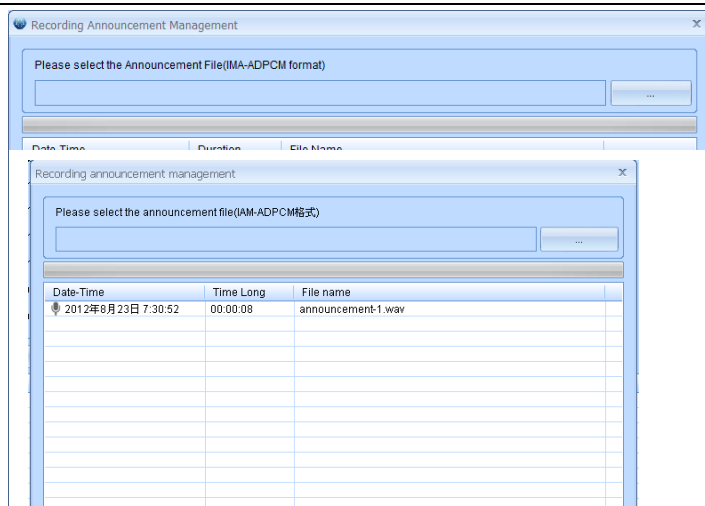 Recording Announcement Management x
Please select the Announcement File(IMA-ADPCM format)
...
Date Time Duration File Name
Recording announcement management x
Please select the announcement file(IAM-ADPCM格式)
...
Date-Time Time Long File name
2012年8月23日 7:30:52 00:00:08 announcement-1.wav